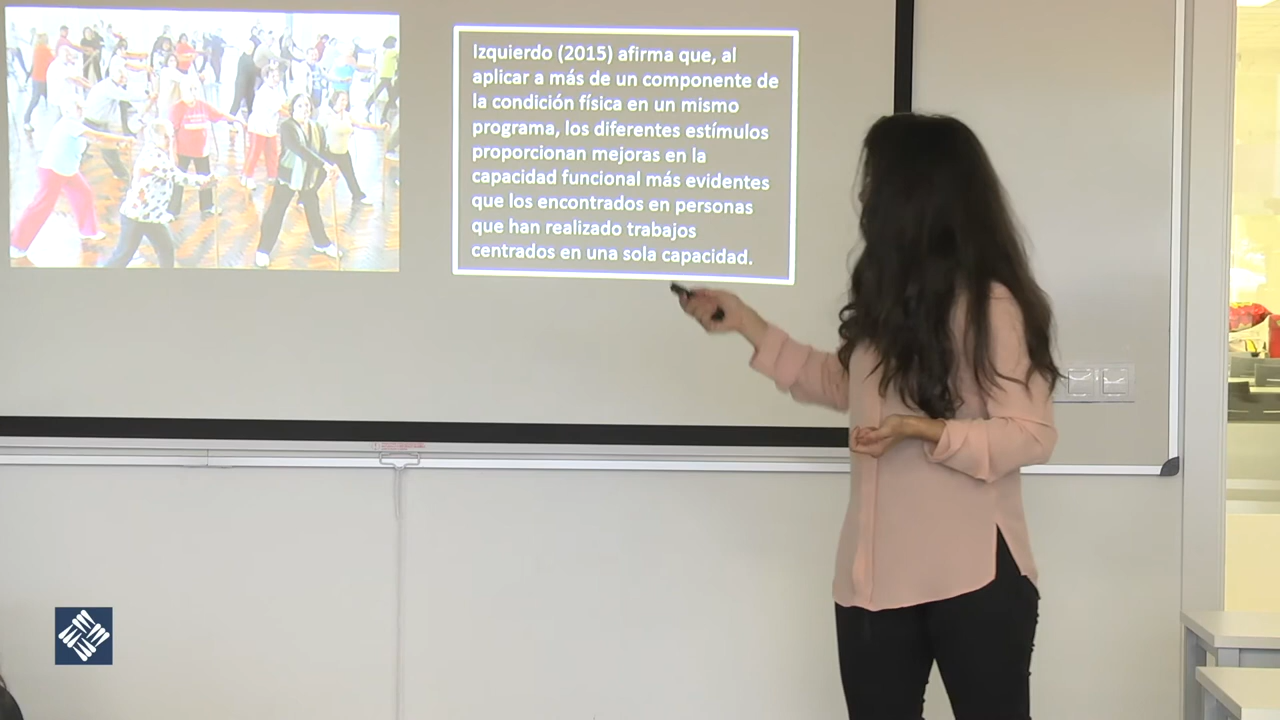 Izquierdo (2015) afirma que, al
aplicar a más de un componente de
la condición física en un mismo
programa, los diferentes estímulos
proporcionan mejoras en la
capacidad funcional más evidentes
que los encontrados en personas
que han realizado trabajos
centrados en una sola capacidad.